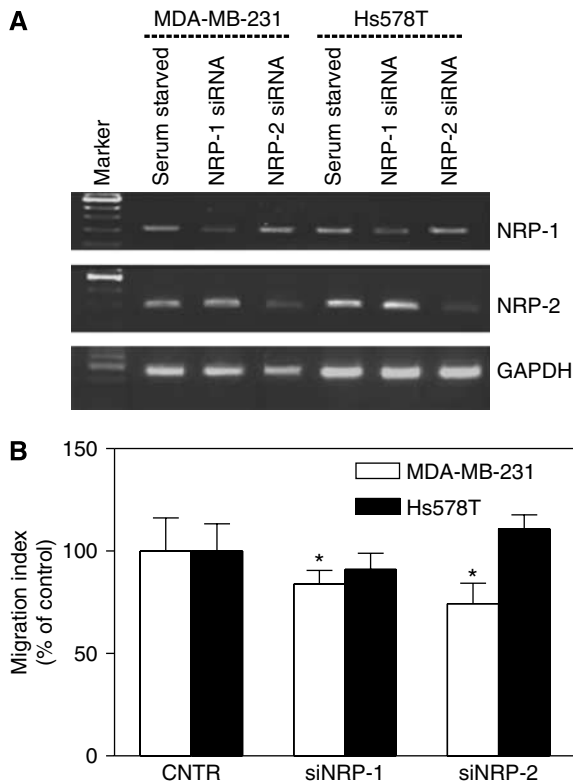 A
MDA-MB-231
Hs578T
Marker
Serum starved
NRP-1 siRNA
NRP-2 siRNA
Serum starved
NRP-1 siRNA
NRP-2 siRNA
NRP-1
NRP-2
GAPDH
B
Migration index
(% of control)
150
100
50
0
MDA-MB-231
Hs578T
*
*
CNTR
siNRP-1
siNRP-2